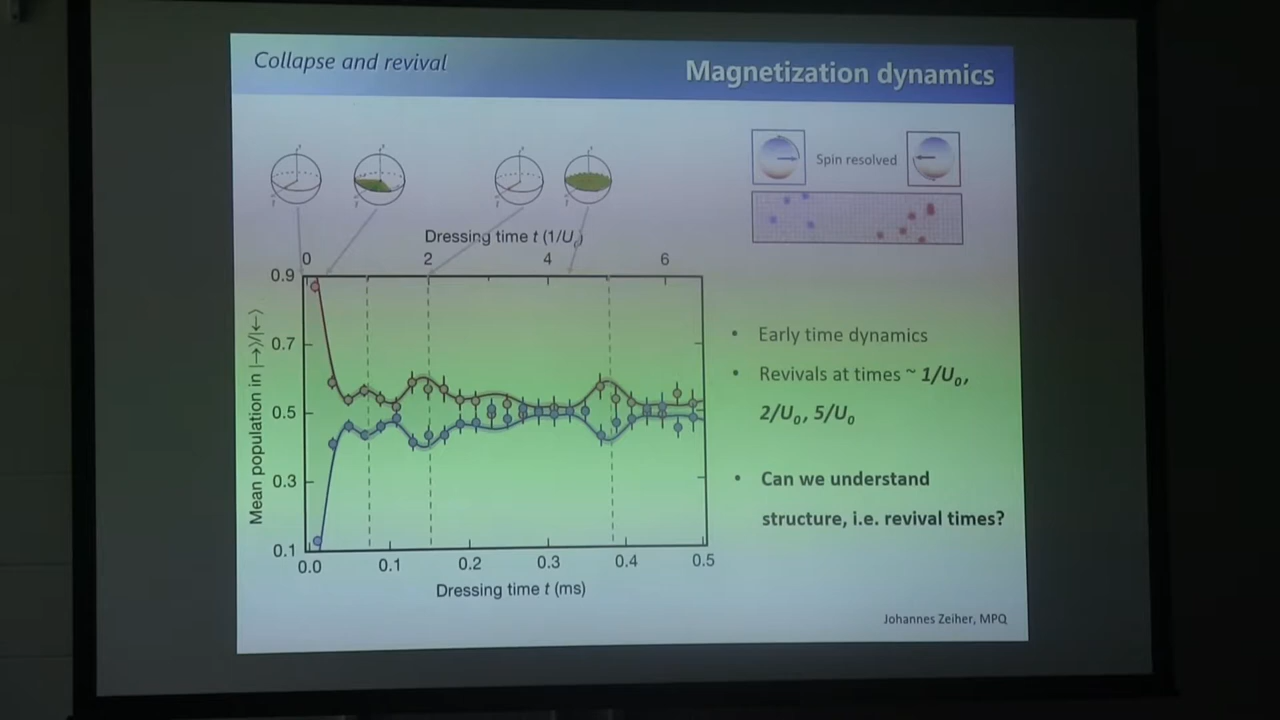 Collapse and revival
Magnetization dynamics
Spin resolved
Dressing time t (1/U0)
0 2 4 6
0.9
0.7
0.5
0.3
0.1
Mean population in |→⟩/|←⟩
0.0 0.1 0.2 0.3 0.4 0.5
Dressing time t (ms)
• Early time dynamics
• Revivals at times ~ 1/U0,
2/U0, 5/U0
• Can we understand
structure, i.e. revival times?
Johannes Zeiher, MPQ